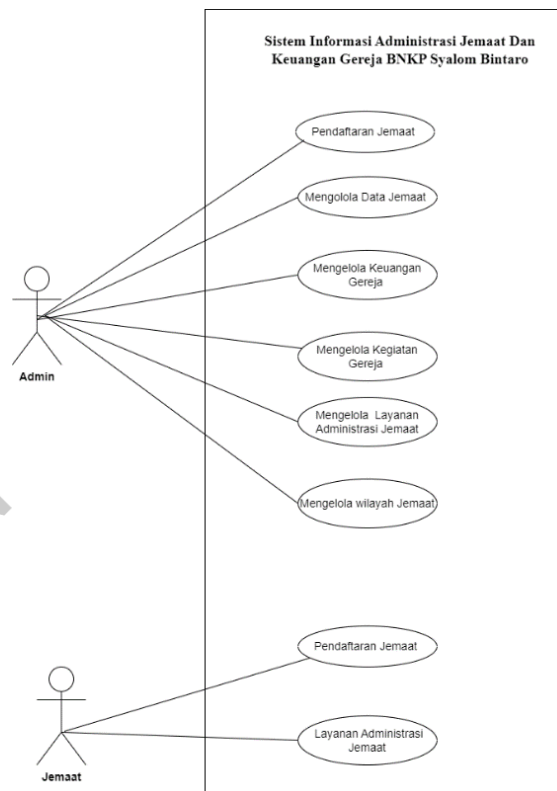 Sistem Informasi Administrasi Jemaat Dan
Keuangan Gereja BNKP Syalom Bintaro
Pendaftaran Jemaat
Mengolola Data Jemaat
Mengelola Keuangan
Gereja
Mengelola Kegiatan
Gereja
Mengelola Layanan
Administrasi Jemaat
Mengelola wilayah Jemaat
Admin
Pendaftaran Jemaat
Layanan Administrasi
Jemaat
Jemaat